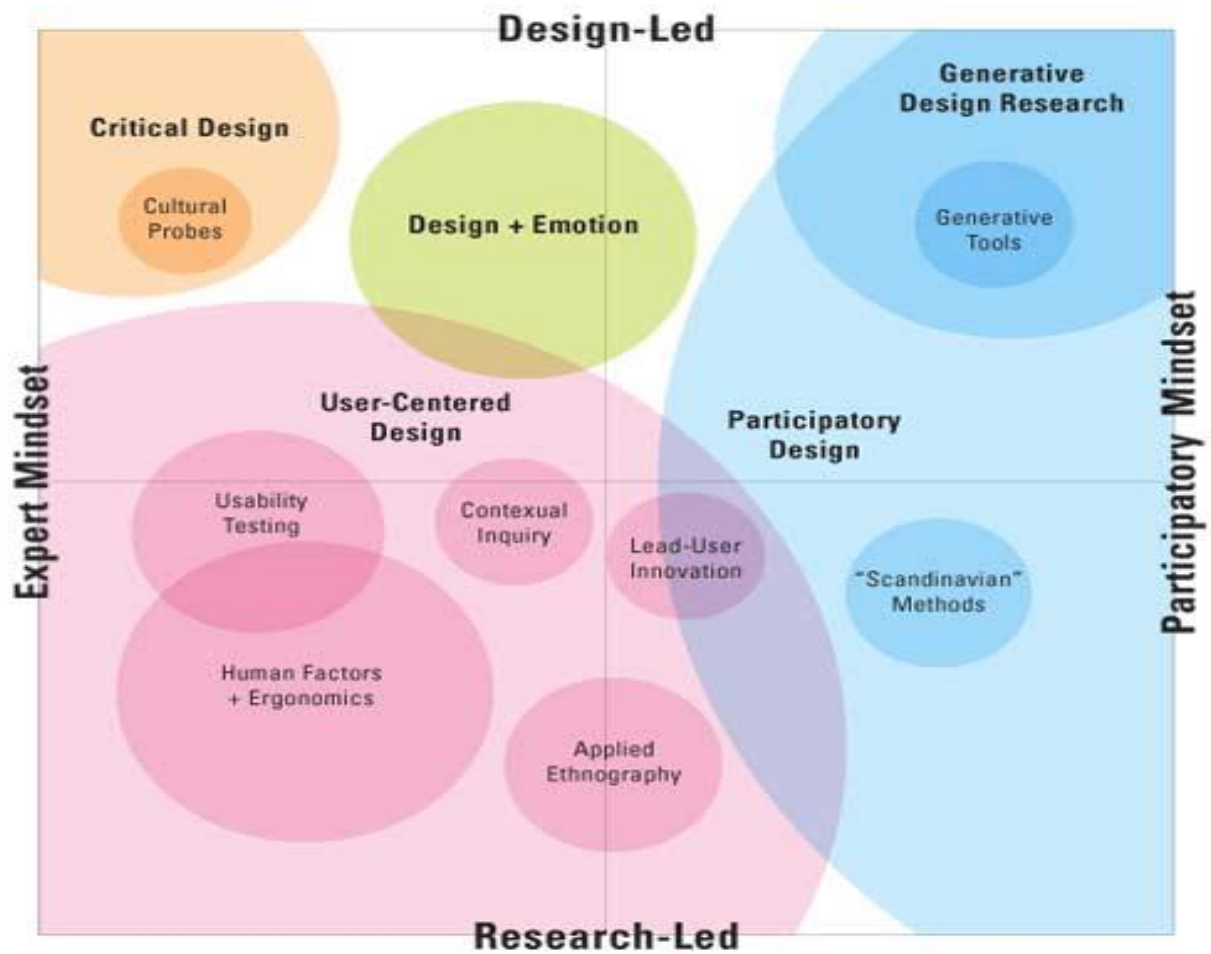 Design-Led
Generative
Design Research
Critical Design
Cultural
Probes
Design + Emotion
Generative
Tools
Expert Mindset
Participatory Mindset
User-Centered
Design
Participatory
Design
Usability
Testing
Contexual
Inquiry
Lead-User
Innovation
"Scandinavian"
Methods
Human Factors
+ Ergonomics
Applied
Ethnography
Research-Led